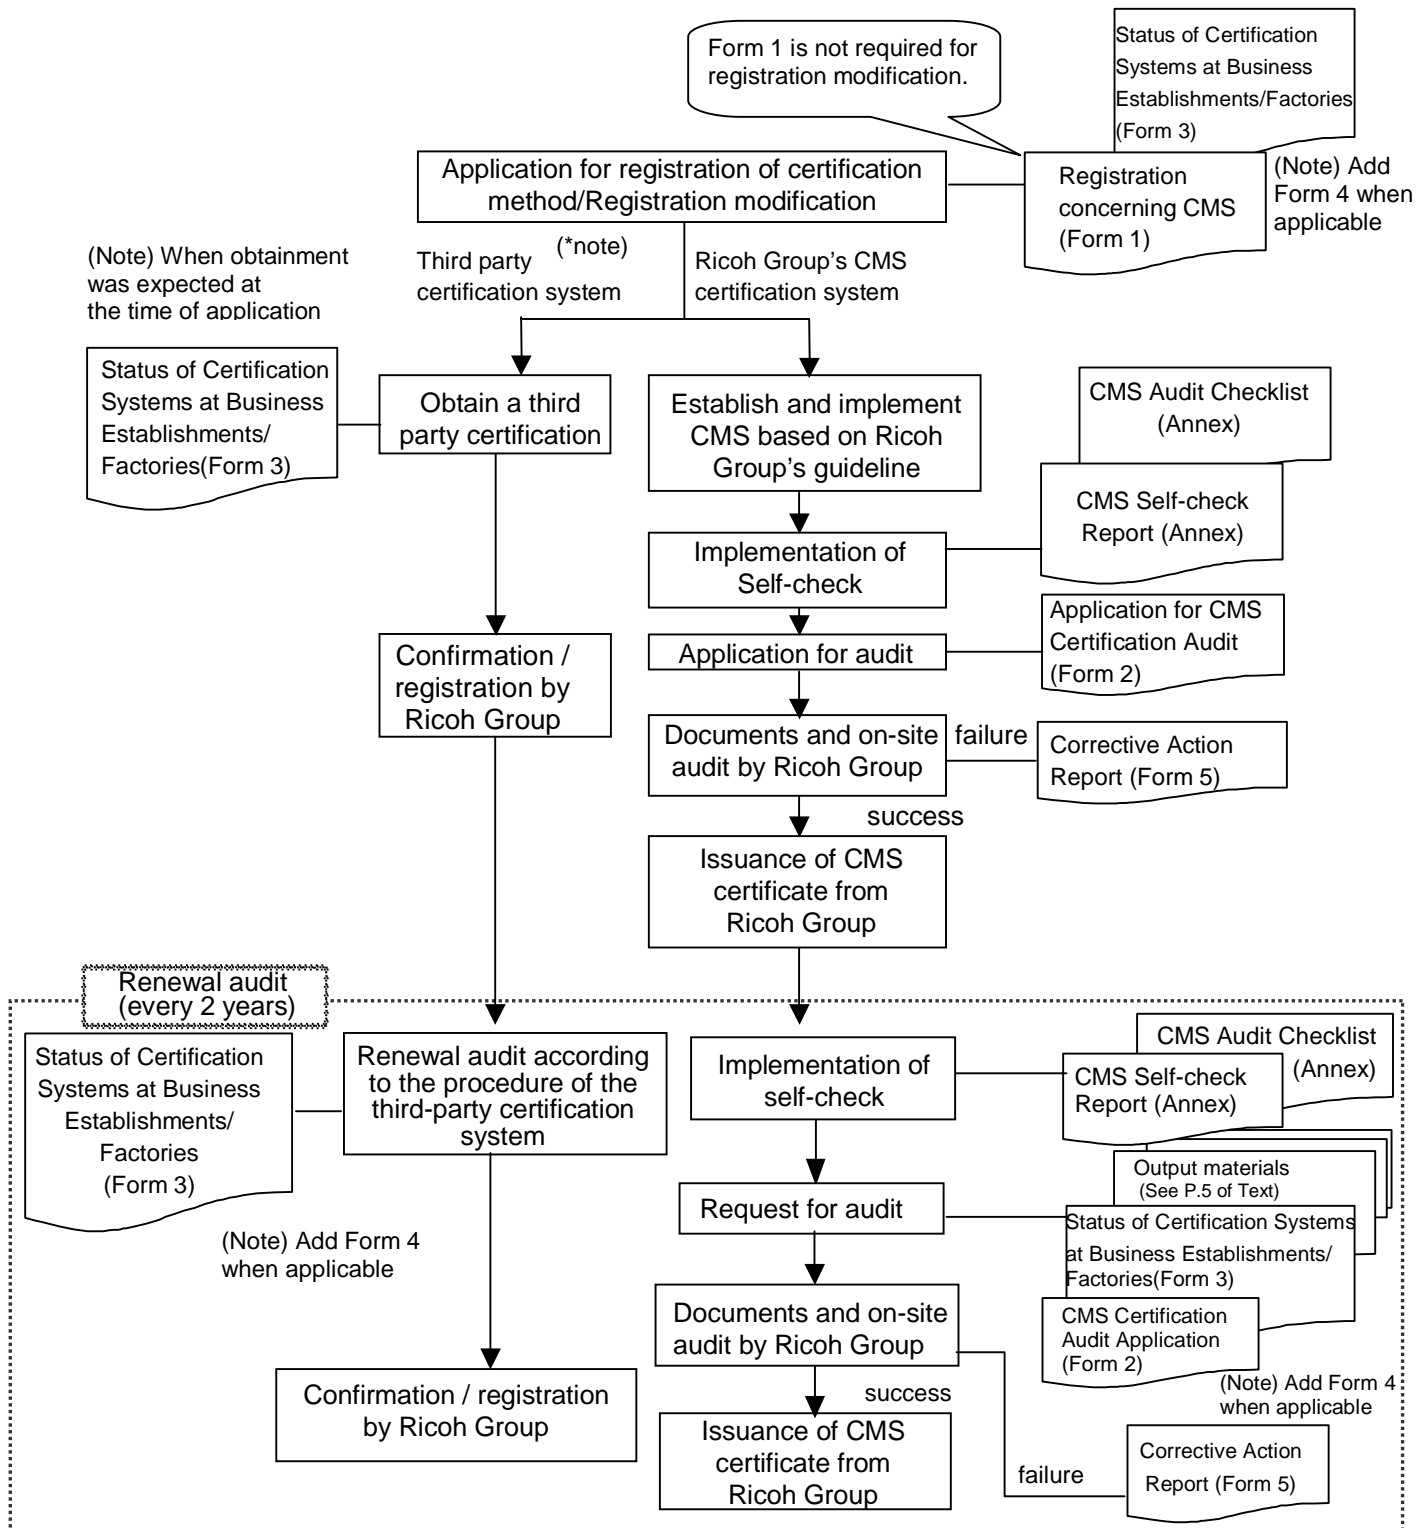 Form 1 is not required for
registration modification.
Status of Certification
Systems at Business
Establishments/Factories
(Form 3)
Application for registration of certification
method/Registration modification
Registration
concerning CMS
(Form 1)
(Note) Add
Form 4 when
applicable
(Note) When obtainment
was expected at
the time of application
(*note)
Third party
certification system
Ricoh Group's CMS
certification system
Status of Certification
Systems at Business
Establishments/
Factories(Form 3)
Obtain a third
party certification
Establish and implement
CMS based on Ricoh
Group's guideline
CMS Audit Checklist
(Annex)
CMS Self-check
Report (Annex)
Implementation of
Self-check
Application for CMS
Certification Audit
(Form 2)
Application for audit
Confirmation /
registration by
Ricoh Group
Documents and on-site
audit by Ricoh Group
failure
Corrective Action
Report (Form 5)
success
Issuance of CMS
certificate from
Ricoh Group
Renewal audit
(every 2 years)
Status of Certification
Systems at Business
Establishments/
Factories
(Form 3)
Renewal audit according
to the procedure of the
third-party certification
system
Implementation of
self-check
CMS Audit Checklist
(Annex)
CMS Self-check
Report (Annex)
Output materials
(See P.5 of Text)
Request for audit
Status of Certification Systems
at Business Establishments/
Factories(Form 3)
(Note) Add Form 4
when applicable
Documents and on-site
audit by Ricoh Group
CMS Certification
Audit Application
(Form 2)
(Note) Add Form 4
when applicable
Confirmation / registration
by Ricoh Group
success
Issuance of CMS
certificate from
Ricoh Group
failure
Corrective Action
Report (Form 5)